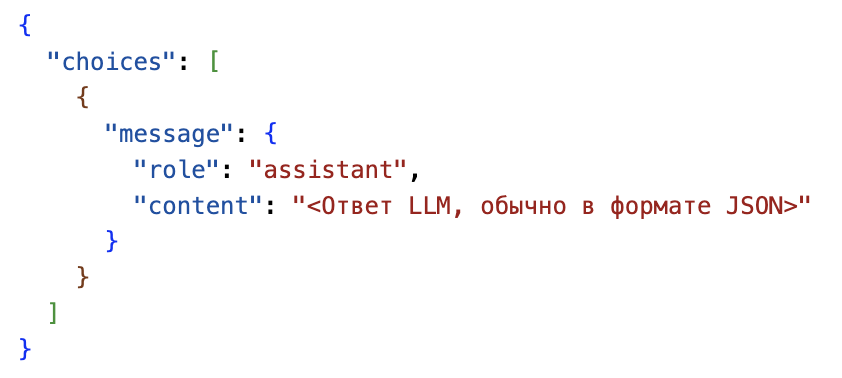 {
  "choices": [
    {
      "message": {
        "role": "assistant",
        "content": "<Ответ LLM, обычно в формате JSON>"
      }
    }
  ]
}